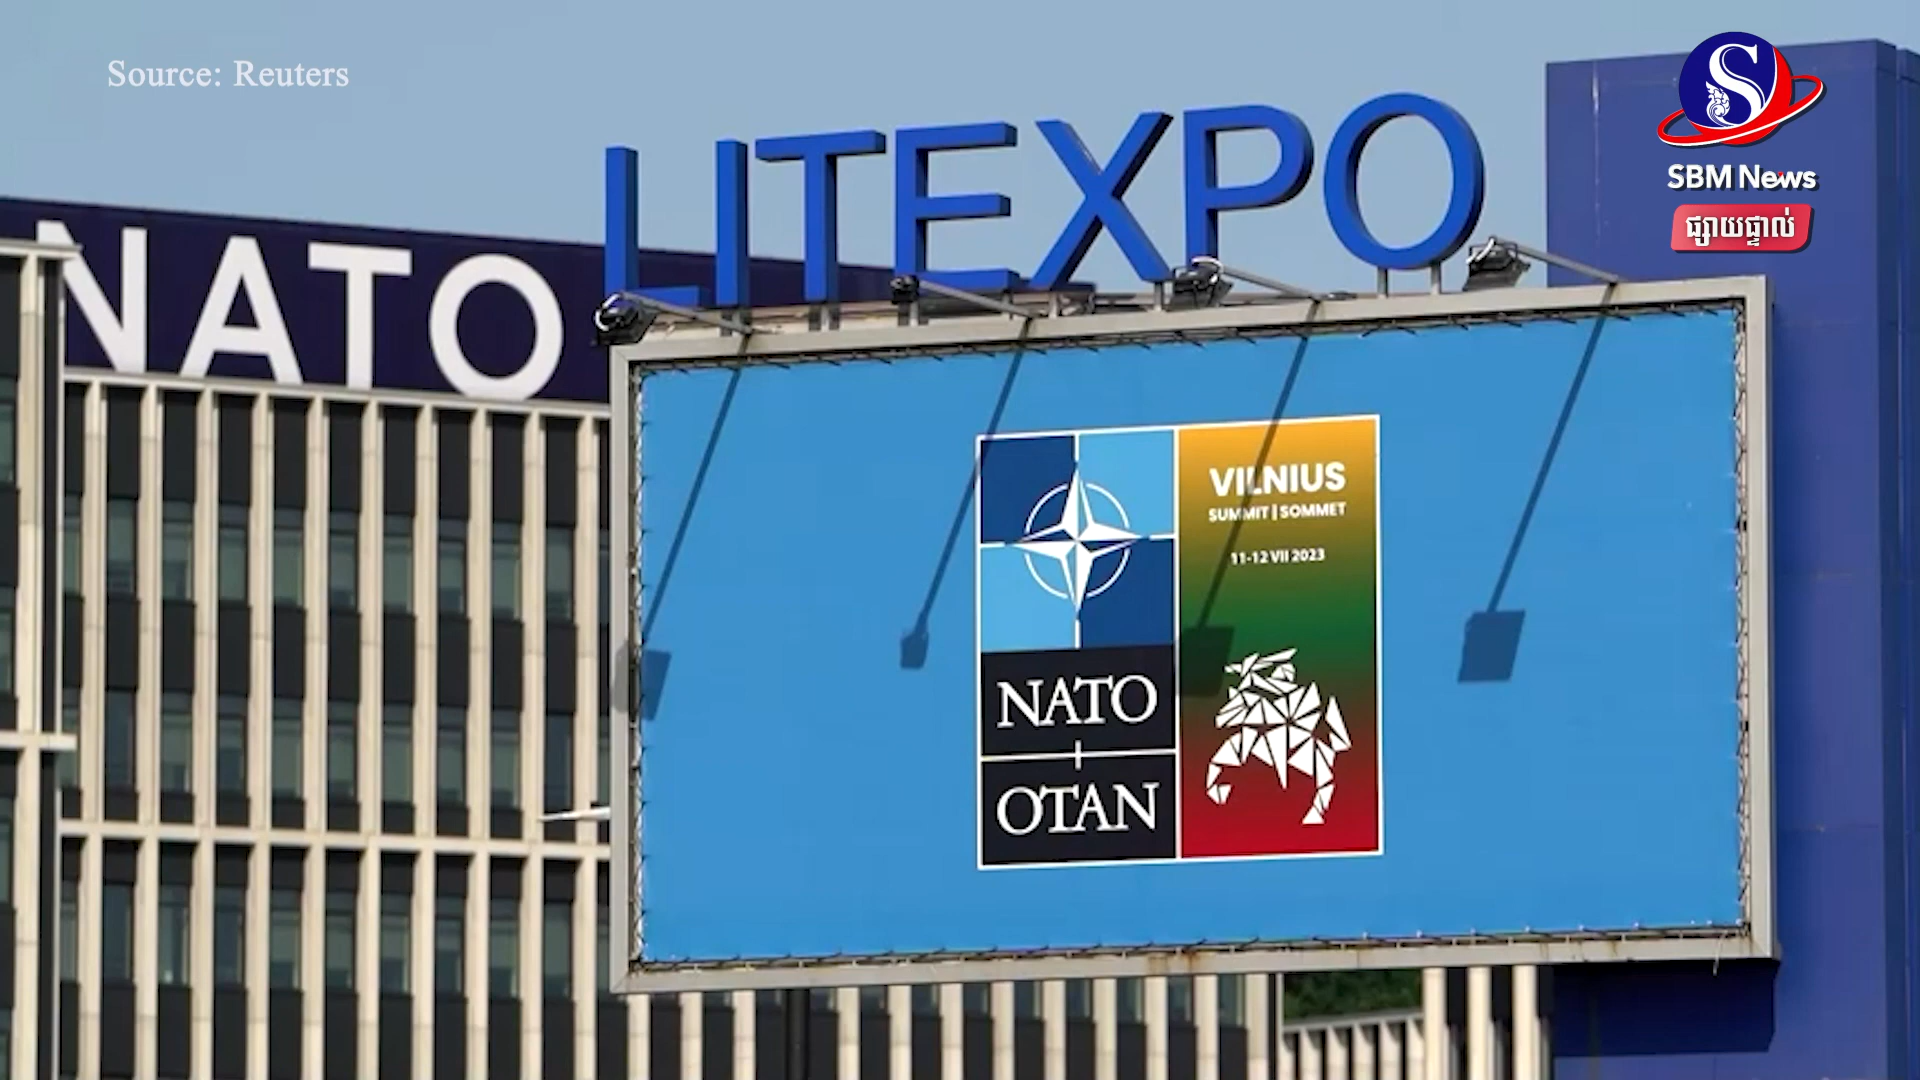 Source: Reuters
SBM News
ផ្សាយផ្ទាល់
LITEXPO
NATO
VILNIUS
SUMMIT | SOMMET
11-12 VII 2023
NATO
OTAN